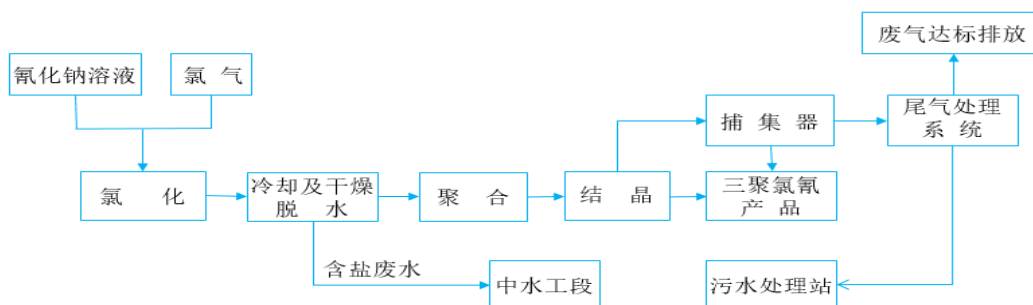 废气达标排放
氰化钠溶液
氯 气
捕 集 器
尾气处理
系 统
氯 化
冷却及干燥
脱 水
聚 合
结 晶
三聚氯氰
产 品
含盐废水
中水工段
污水处理站